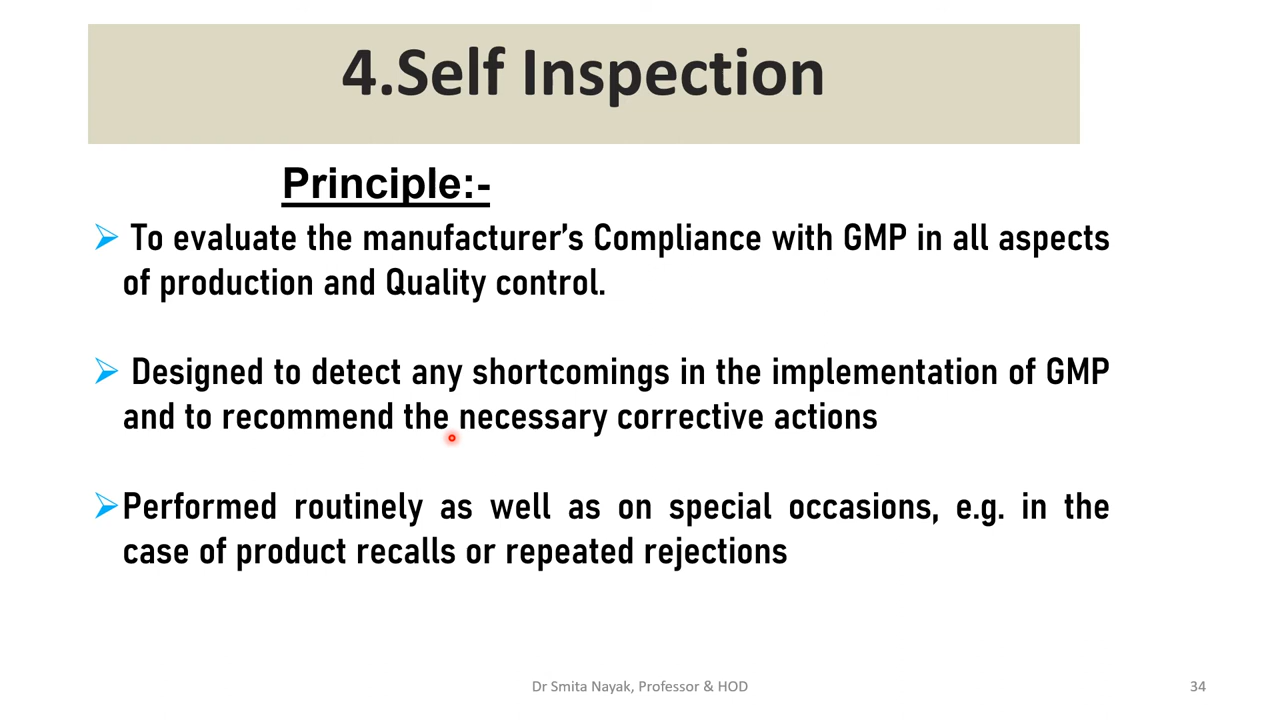 4.Self Inspection
Principle:-
➢ To evaluate the manufacturer’s Compliance with GMP in all aspects
of production and Quality control.
➢ Designed to detect any shortcomings in the implementation of GMP
and to recommend the necessary corrective actions
➢Performed routinely as well as on special occasions, e.g. in the
case of product recalls or repeated rejections
Dr Smita Nayak, Professor & HOD
34